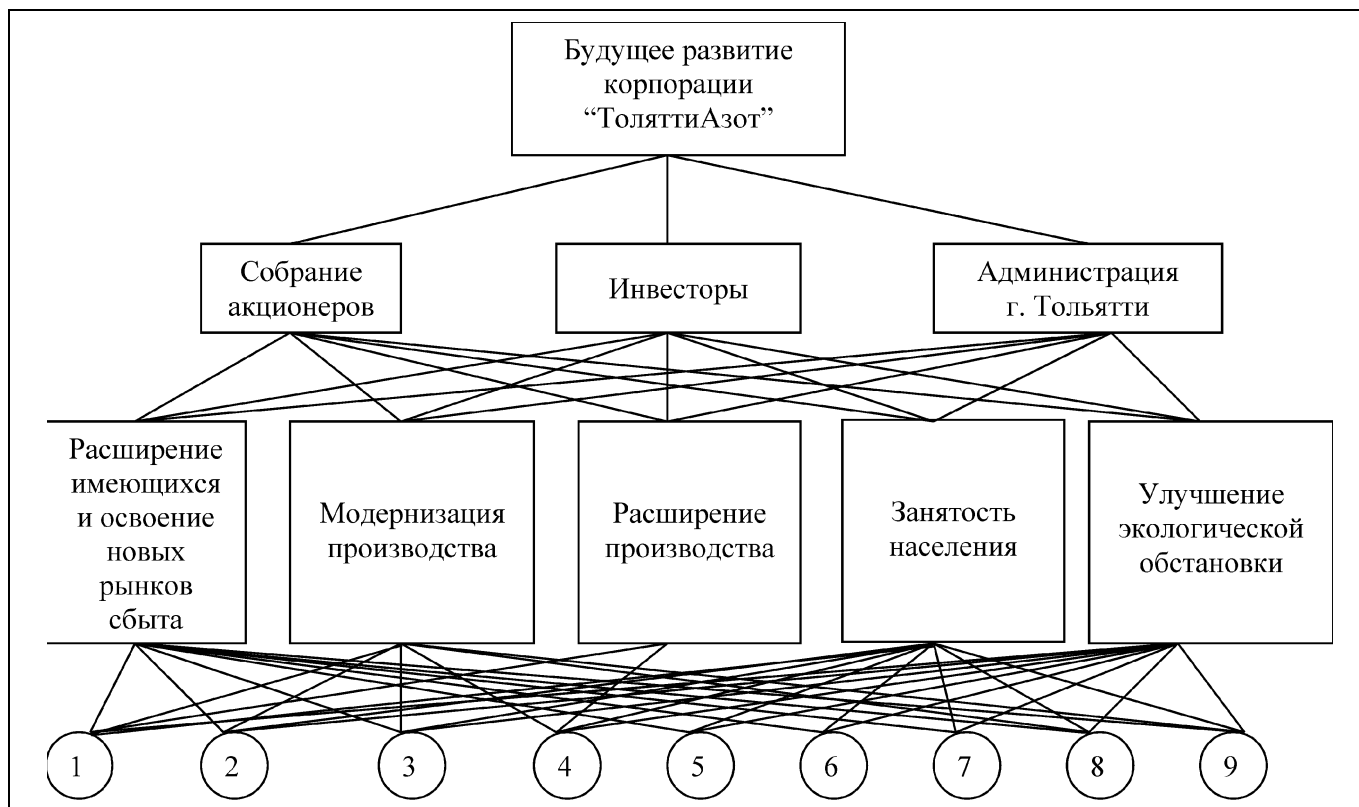 Будущее развитие
корпорации
“ТоляттиАзот”
Собрание
акционеров
Инвесторы
Администрация
г. Тольятти
Расширение
имеющихся
и освоение
новых
рынков
сбыта
Модернизация
производства
Расширение
производства
Занятость
населения
Улучшение
экологической
обстановки
1
2
3
4
5
6
7
8
9